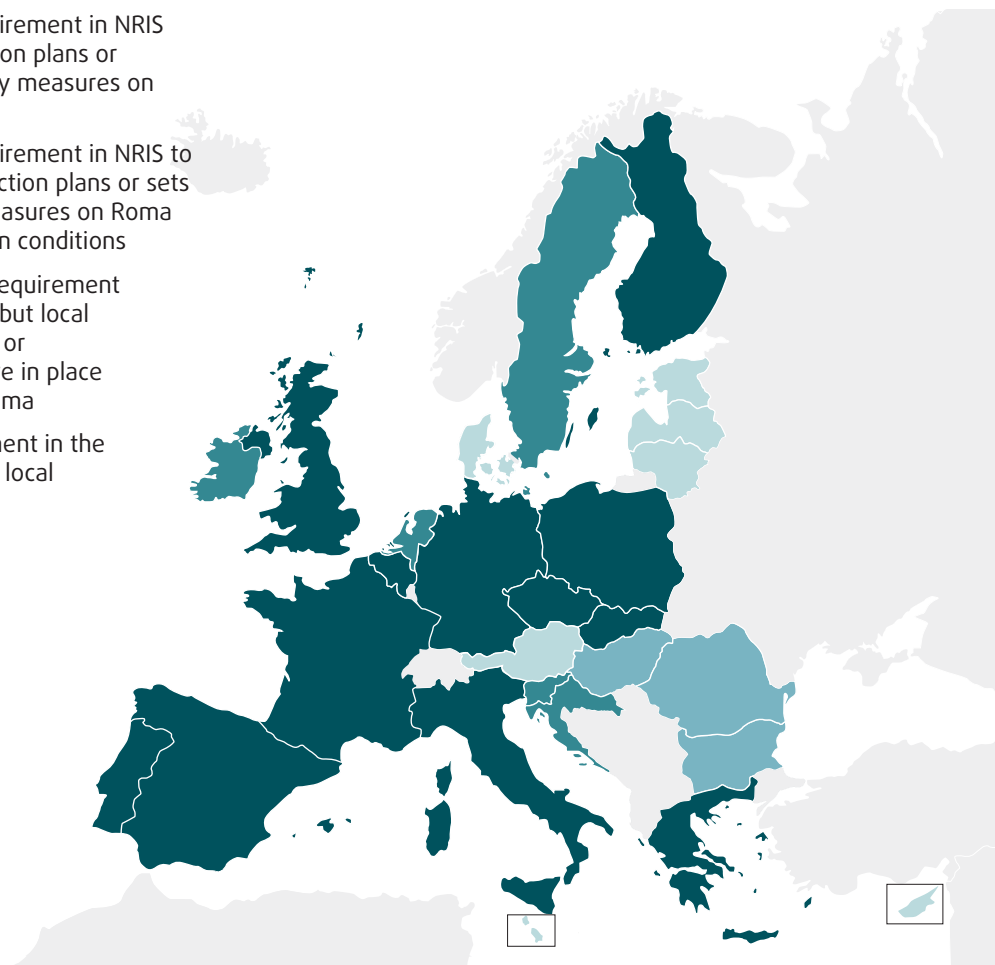 irement in NRIS
on plans or
y measures on
irement in NRIS to
ction plans or sets
asures on Roma
n conditions
equirement
but local
or
e in place
ma
ent in the
local